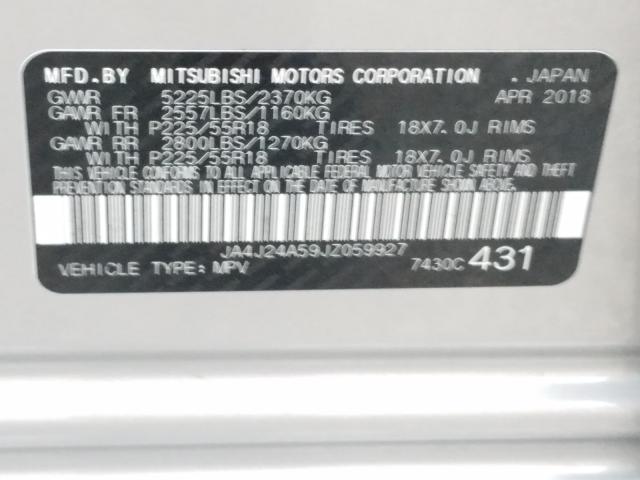 MFD.BY MITSUBISHI MOTORS CORPORATION . JAPAN
GVWR 5225LBS/2370KG APR 2018
GAWR FR 2557LBS/1160KG
WITH P225/55R18 TIRES 18X7.0J RIMS
GAWR RR 2800LBS/1270KG
WITH P225/55R18 TIRES 18X7.0J RIMS
THIS VEHICLE CONFORMS TO ALL APPLICABLE FEDERAL MOTOR VEHICLE SAFETY AND
THEFT PREVENTION STANDARDS IN EFFECT ON THE DATE OF MANUFACTURE SHOWN ABOVE.
JA4J24A59JZ059927
VEHICLE TYPE: MPV 7430C 431